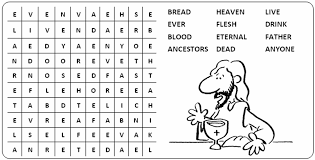 E V E N V A E H S E
L I V E N D A E R B
A E D Y A E N Y O E
N D O O R E V E T H
R N O S E D F A S T
E F L E H O R E E A
T A B D T E L I C H
E V R E A F A B N I
L S E L F E E V A K
A N R E T E D A E L
BREAD HEAVEN LIVE
EVER FLESH DRINK
BLOOD ETERNAL FATHER
ANCESTORS DEAD ANYONE